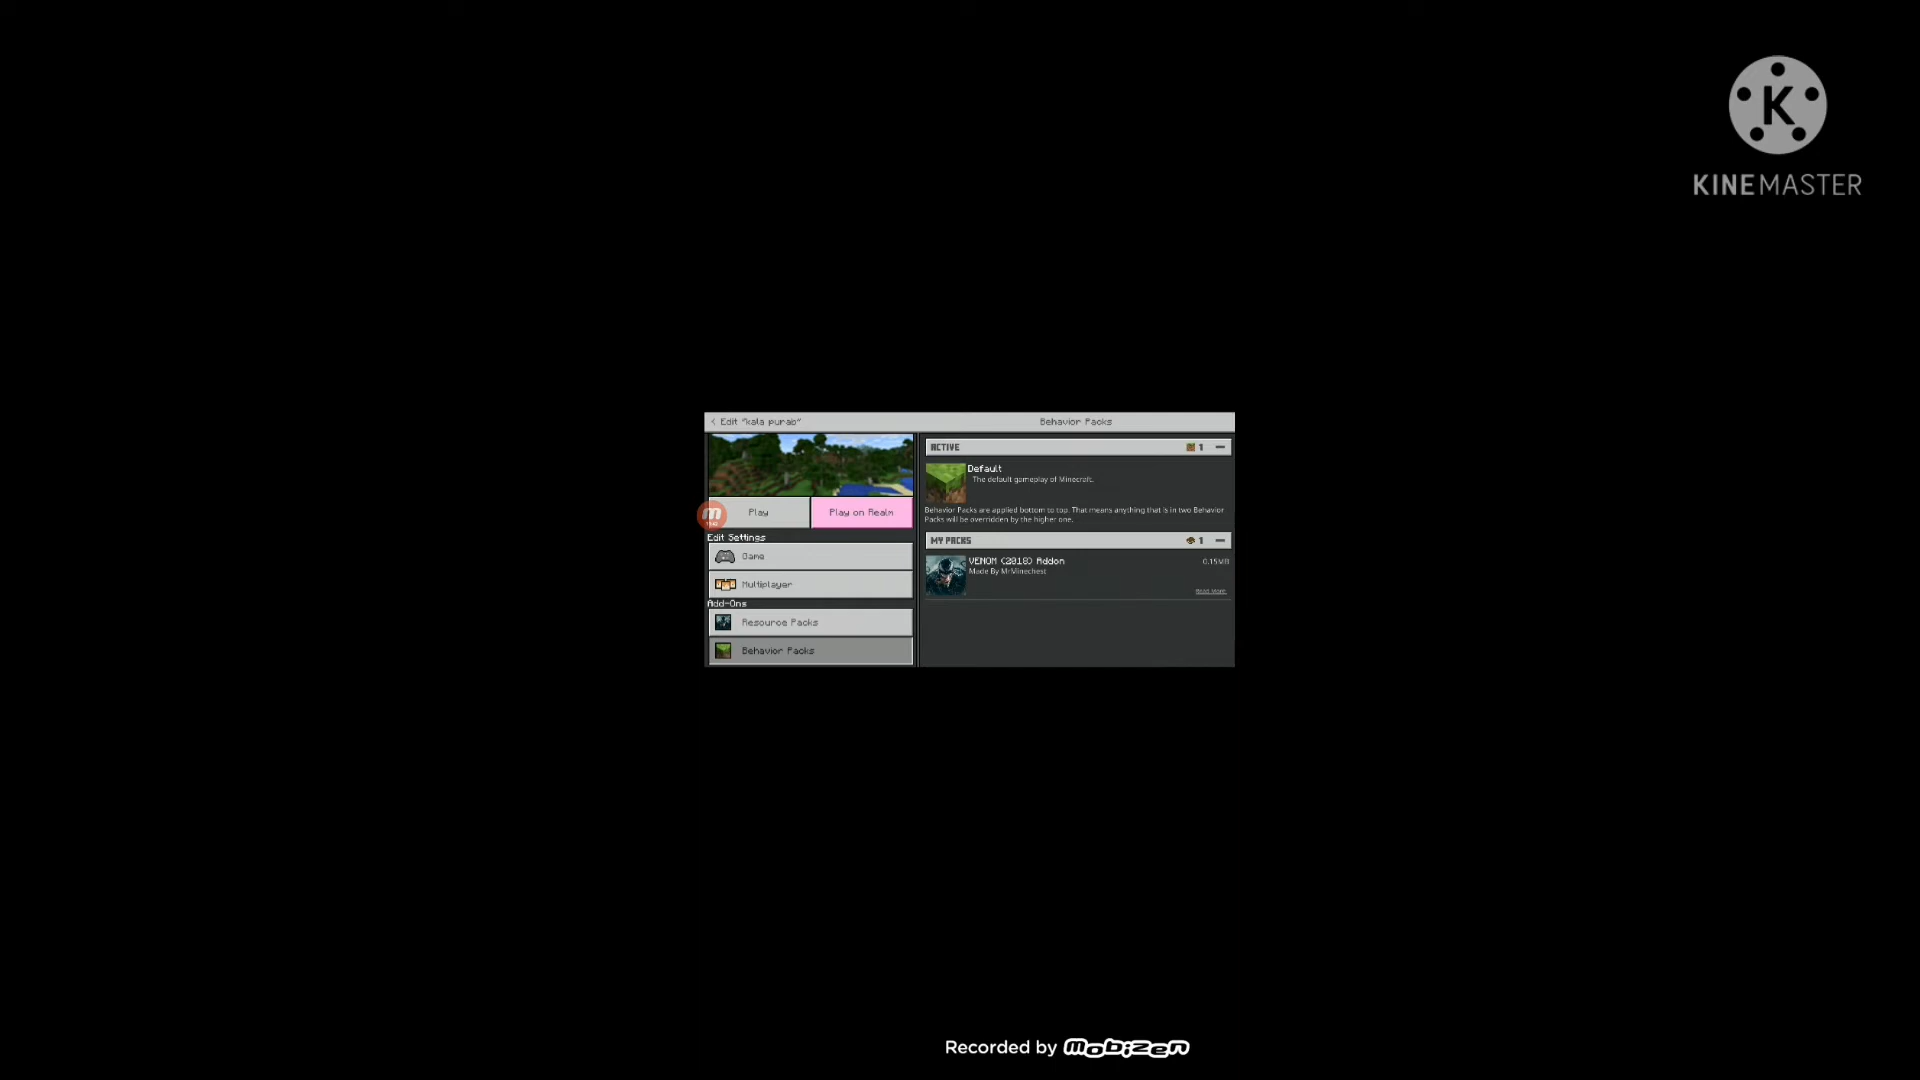 K
KINEMASTER
< Edit "kala purab"
Behavior Packs
Play
Play on Realm
Edit Settings
Game
Multiplayer
Add-Ons
Resource Packs
Behavior Packs
ACTIVE 1
Default
The default gameplay of Minecraft.
Behavior Packs are applied bottom to top. That means anything that is in two Behavior
Packs will be overridden by the higher one.
MY PACKS 1
VENOM (2018) Addon 0.15MB
Made By MrMinechest
Read More
Recorded by mobizen